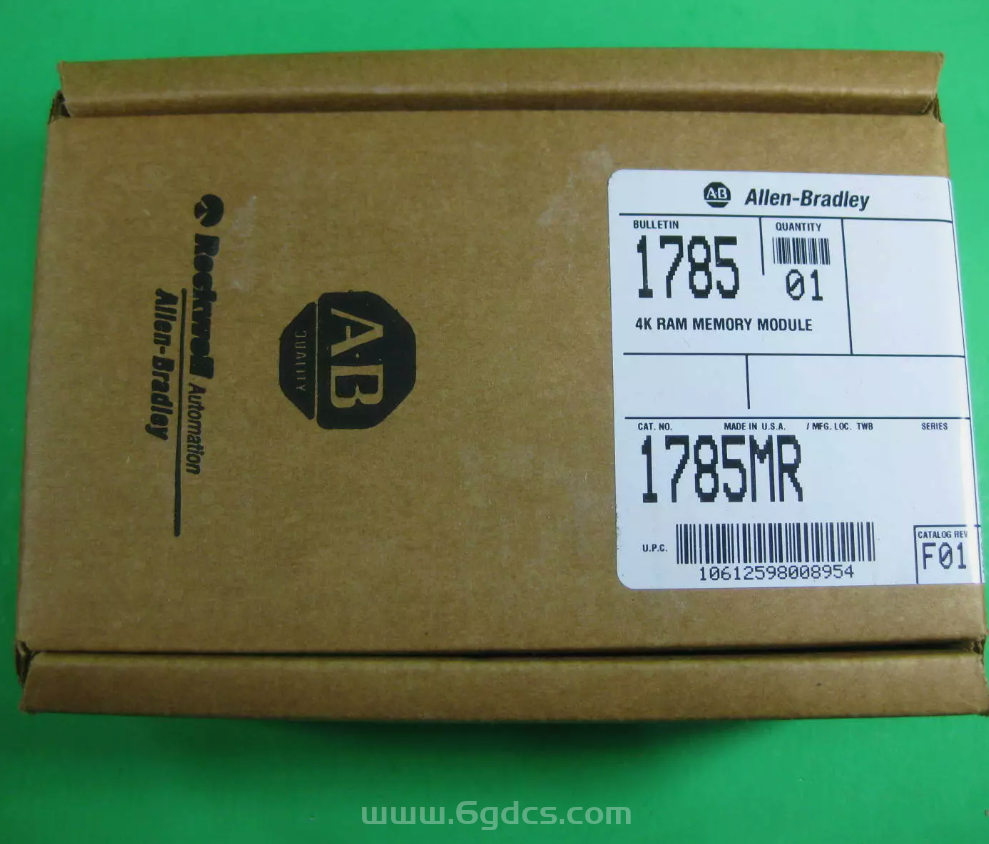 Rockwell Automation
Allen-Bradley
AB
QUALITY
AB Allen-Bradley
BULLETIN
1785
QUANTITY
01
4K RAM MEMORY MODULE
CAT. NO. MADE IN U.S.A. / MFG. LOC. TWB SERIES
1785MR
U.P.C.
10612598008954
CATALOG REV
F01
www.6gdcs.com